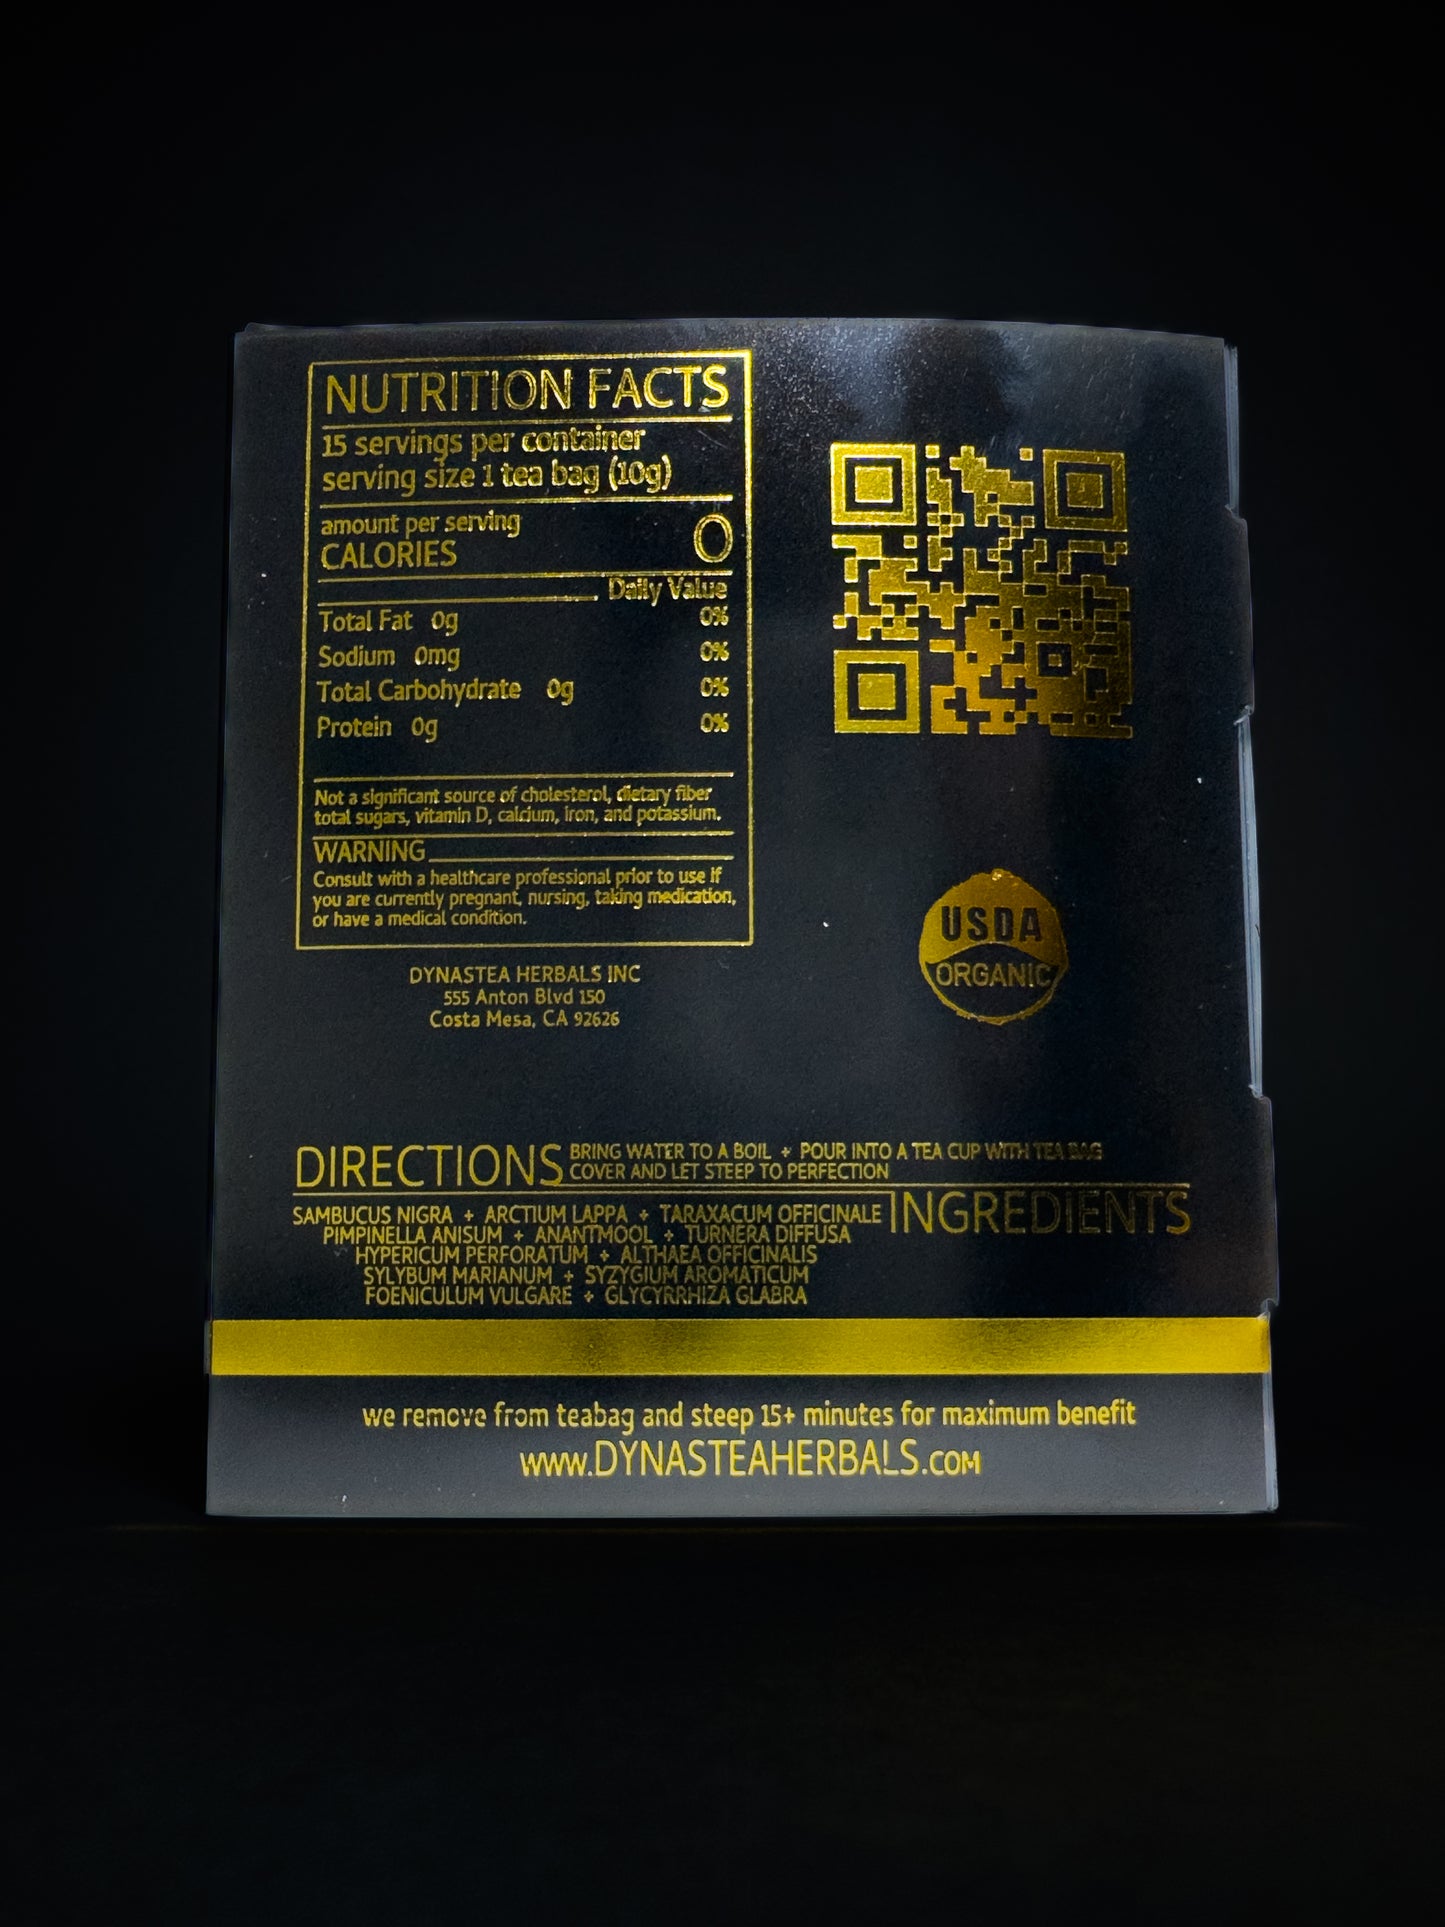 NUTRITION FACTS
15 servings per container
serving size 1 tea bag (10g)
amount per serving
CALORIES 0
Daily Value
Total Fat 0g 0%
Sodium 0mg 0%
Total Carbohydrate 0g 0%
Protein 0g 0%
Not a significant source of cholesterol, dietary fiber
total sugars, vitamin D, calcium, iron, and potassium.
WARNING
Consult with a healthcare professional prior to use if
you are currently pregnant, nursing, taking medication,
or have a medical condition.
DYNASTEA HERBALS INC
555 Anton Blvd 150
Costa Mesa, CA 92626
USDA
ORGANIC
DIRECTIONS
BRING WATER TO A BOIL + POUR INTO A TEA CUP WITH TEA BAG
COVER AND LET STEEP TO PERFECTION
INGREDIENTS
SAMBUCUS NIGRA + ARCTIUM LAPPA + TARAXACUM OFFICINALE
PIMPINELLA ANISUM + ANANTMOOL + TURNERA DIFFUSA
HYPERICUM PERFORATUM + ALTHAEA OFFICINALIS
SYLYBUM MARIANUM + SYZYGIUM AROMATICUM
FOENICULUM VULGARE + GLYCYRRHIZA GLABRA
we remove from teabag and steep 15+ minutes for maximum benefit
www.DYNASTEAHERBALS.COM